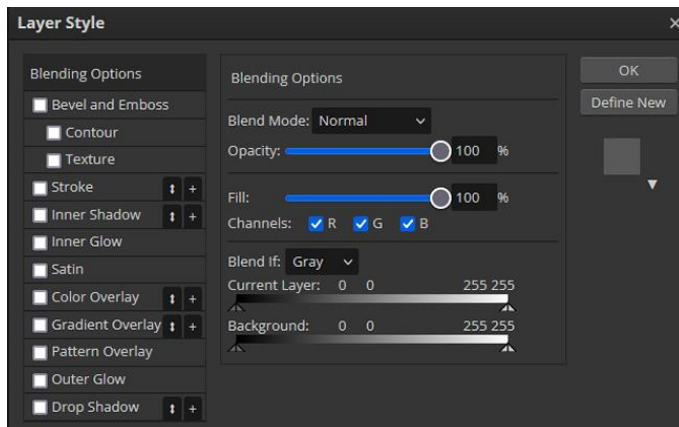 Layer Style
Blending Options
Bevel and Emboss
Contour
Texture
Stroke
Inner Shadow
Inner Glow
Satin
Color Overlay
Gradient Overlay
Pattern Overlay
Outer Glow
Drop Shadow
Blending Options
Blend Mode: Normal
Opacity: 100 %
Fill: 100 %
Channels: R G B
Blend If: Gray
Current Layer: 0 0 255 255
Background: 0 0 255 255
OK
Define New